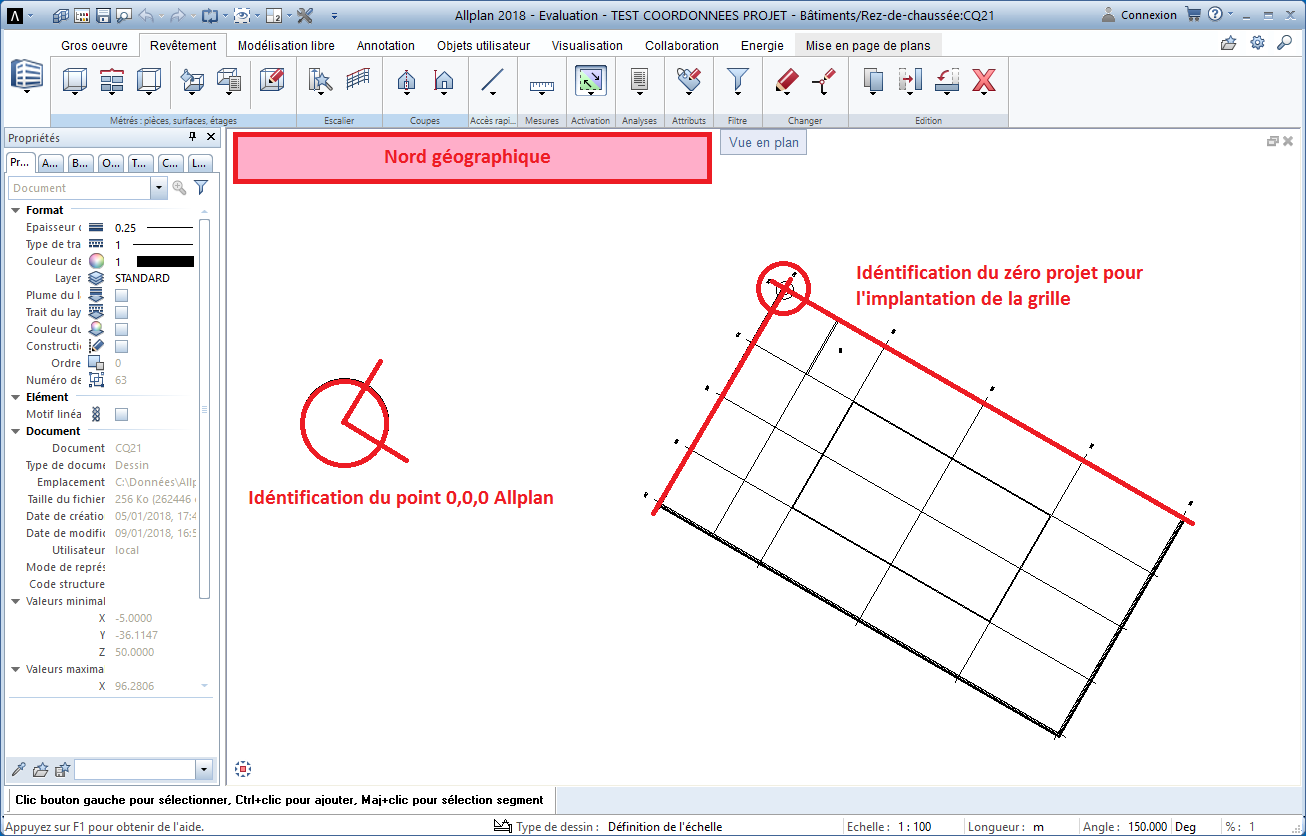 Allplan 2018 - Evaluation - TEST COORDONNEES PROJET - Bâtiments/Rez-de-chaussée:CQ21
Connexion
Gros oeuvre Revêtement Modélisation libre Annotation Objets utilisateur Visualisation Collaboration Energie Mise en page de plans
Métrés : pièces, surfaces, étages Escalier Coupes Accès rapi... Mesures Activation Analyses Attributs Filtre Changer Edition
Propriétés
Pr... A... B... O... T... C... L...
Document
Format
Epaisseur d 0.25
Type de tra 1
Couleur de 1
Layer STANDARD
Plume du l
Trait du lay
Couleur du
Constructi
Ordre 0
Numéro de 63
Elément
Motif linéa
Document
Document CQ21
Type de docume Dessin
Emplacement C:\Données\Allp
Taille du fichier 256 Ko (262446
Date de créatio 05/01/2018, 17:4
Date de modific 09/01/2018, 16:5
Utilisateur local
Mode de représ
Code structure
Valeurs minimal
X -5.0000
Y -36.1147
Z 50.0000
Valeurs maxima
X 96.2806
Nord géographique
Vue en plan
Idéntification du zéro projet pour
l'implantation de la grille
Idéntification du point 0,0,0 Allplan
Clic bouton gauche pour sélectionner, Ctrl+clic pour ajouter, Maj+clic pour sélection segment
Appuyez sur F1 pour obtenir de l'aide.
Type de dessin : Définition de l'échelle
Echelle : 1 : 100
Longueur : m
Angle : 150.000 Deg
% : 1